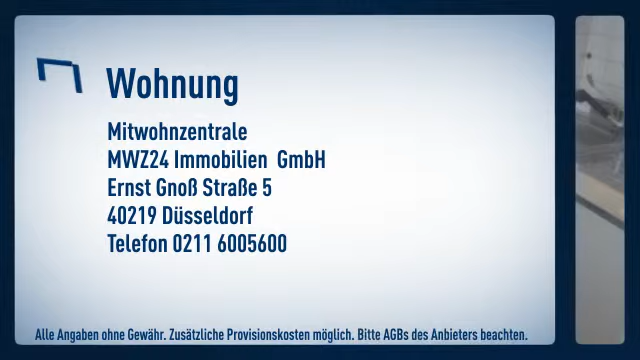 Wohnung
Mitwohnzentrale
MWZ24 Immobilien GmbH
Ernst Gnoß Straße 5
40219 Düsseldorf
Telefon 0211 6005600
Alle Angaben ohne Gewähr. Zusätzliche Provisionskosten möglich. Bitte AGBs des Anbieters beachten.